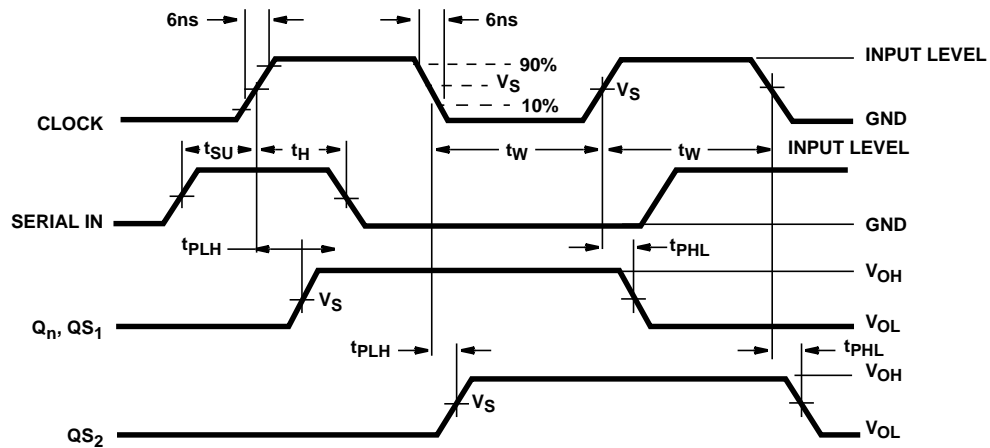 6ns 6ns
INPUT LEVEL
90%
VS
10%
VS
CLOCK
GND
tSU tH tW tW INPUT LEVEL
SERIAL IN
GND
tPLH tPHL
VOH
VS
Qn, QS1
VOL
tPLH tPHL
VOH
VS
QS2
VOL